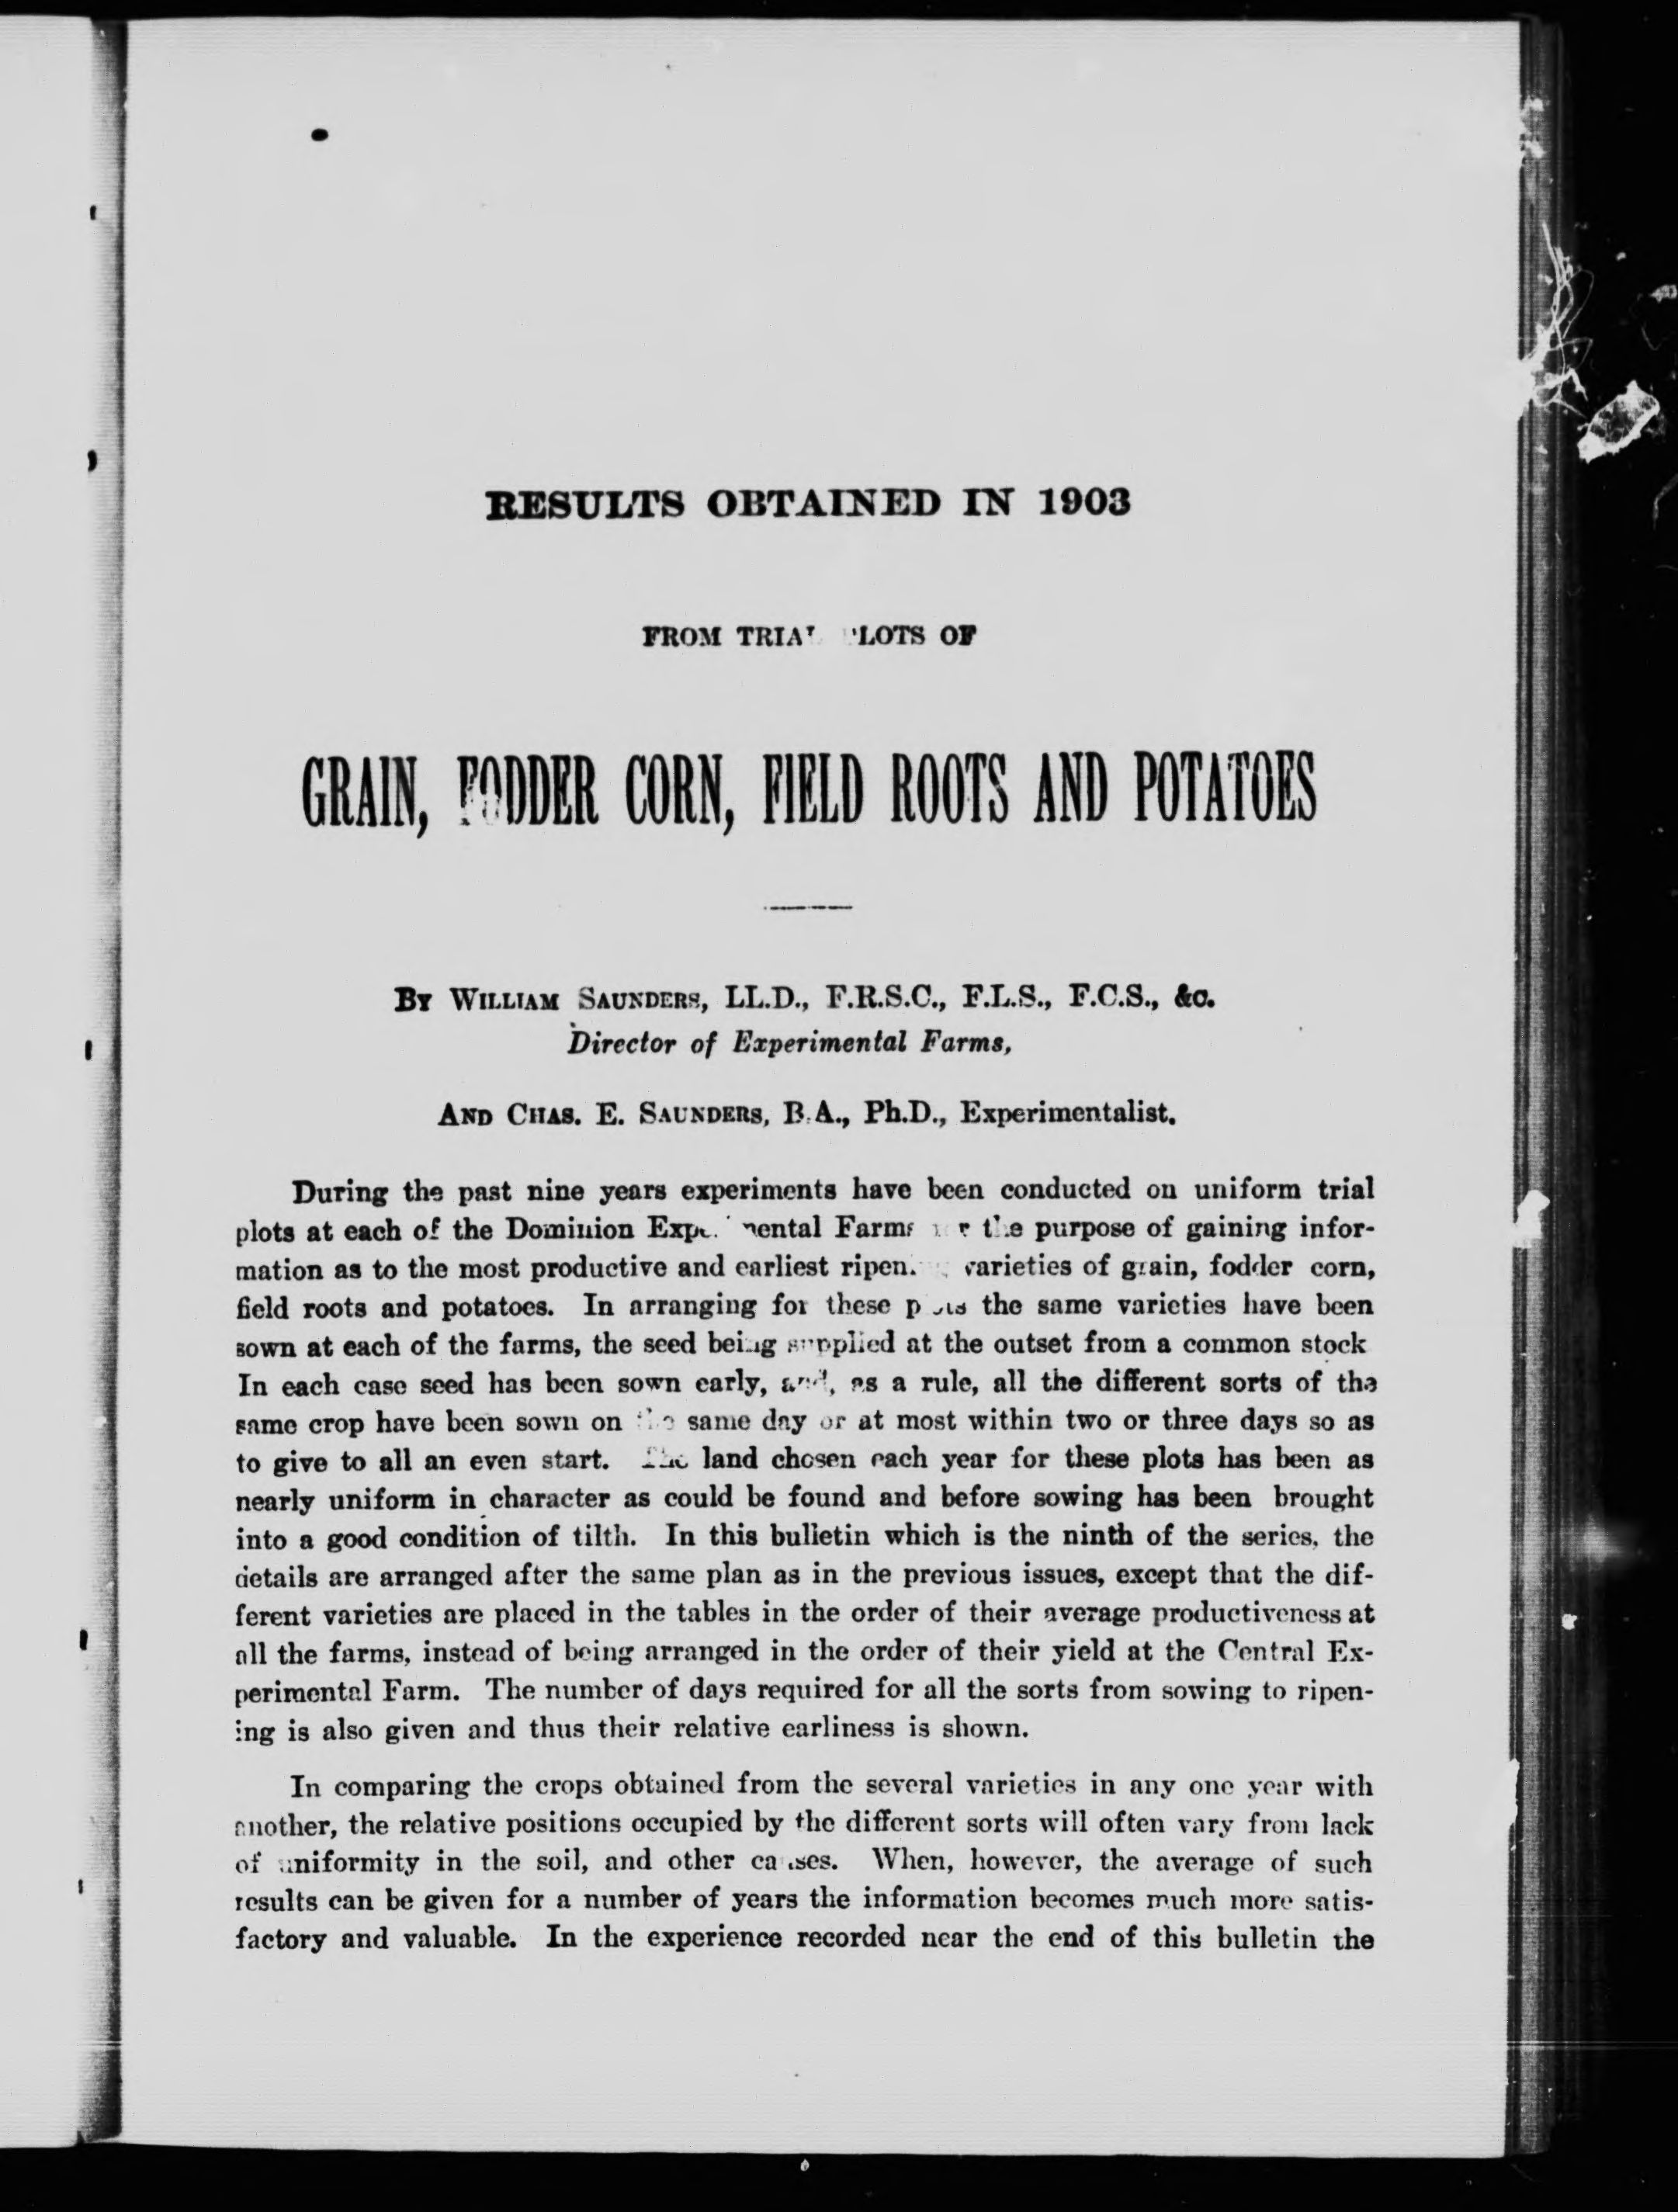 RESULTS OBTAINED IN 1903
FROM TRIAL PLOTS OF
GRAIN, FODDER CORN, FIELD ROOTS AND POTATOES
BY WILLIAM SAUNDERS, LL.D., F.R.S.C., F.L.S., F.C.S., &c.
Director of Experimental Farms,
AND CHAS. E. SAUNDERS, B.A., Ph.D., Experimentalist.
During the past nine years experiments have been conducted on uniform trial
plots at each of the Dominion Experimental Farms for the purpose of gaining infor-
mation as to the most productive and earliest ripening varieties of grain, fodder corn,
field roots and potatoes. In arranging for these plots the same varieties have been
sown at each of the farms, the seed being supplied at the outset from a common stock
In each case seed has been sown early, and, as a rule, all the different sorts of the
same crop have been sown on the same day or at most within two or three days so as
to give to all an even start. The land chosen each year for these plots has been as
nearly uniform in character as could be found and before sowing has been brought
into a good condition of tilth. In this bulletin which is the ninth of the series, the
details are arranged after the same plan as in the previous issues, except that the dif-
ferent varieties are placed in the tables in the order of their average productiveness at
all the farms, instead of being arranged in the order of their yield at the Central Ex-
perimental Farm. The number of days required for all the sorts from sowing to ripen-
ing is also given and thus their relative earliness is shown.
In comparing the crops obtained from the several varieties in any one year with
another, the relative positions occupied by the different sorts will often vary from lack
of uniformity in the soil, and other causes. When, however, the average of such
results can be given for a number of years the information becomes much more satis-
factory and valuable. In the experience recorded near the end of this bulletin the